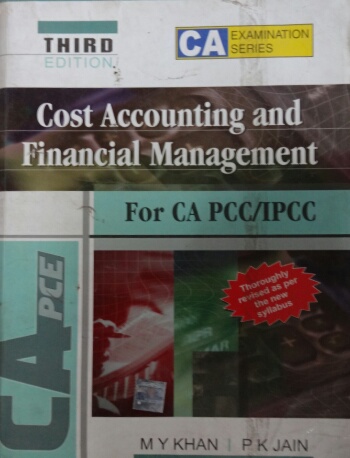 THIRD
EDITION
CA
EXAMINATION
SERIES
Cost Accounting and
Financial Management
For CA PCC/IPCC
CA PCE
Thoroughly
revised as per
the new
syllabus
M Y KHAN | P K JAIN